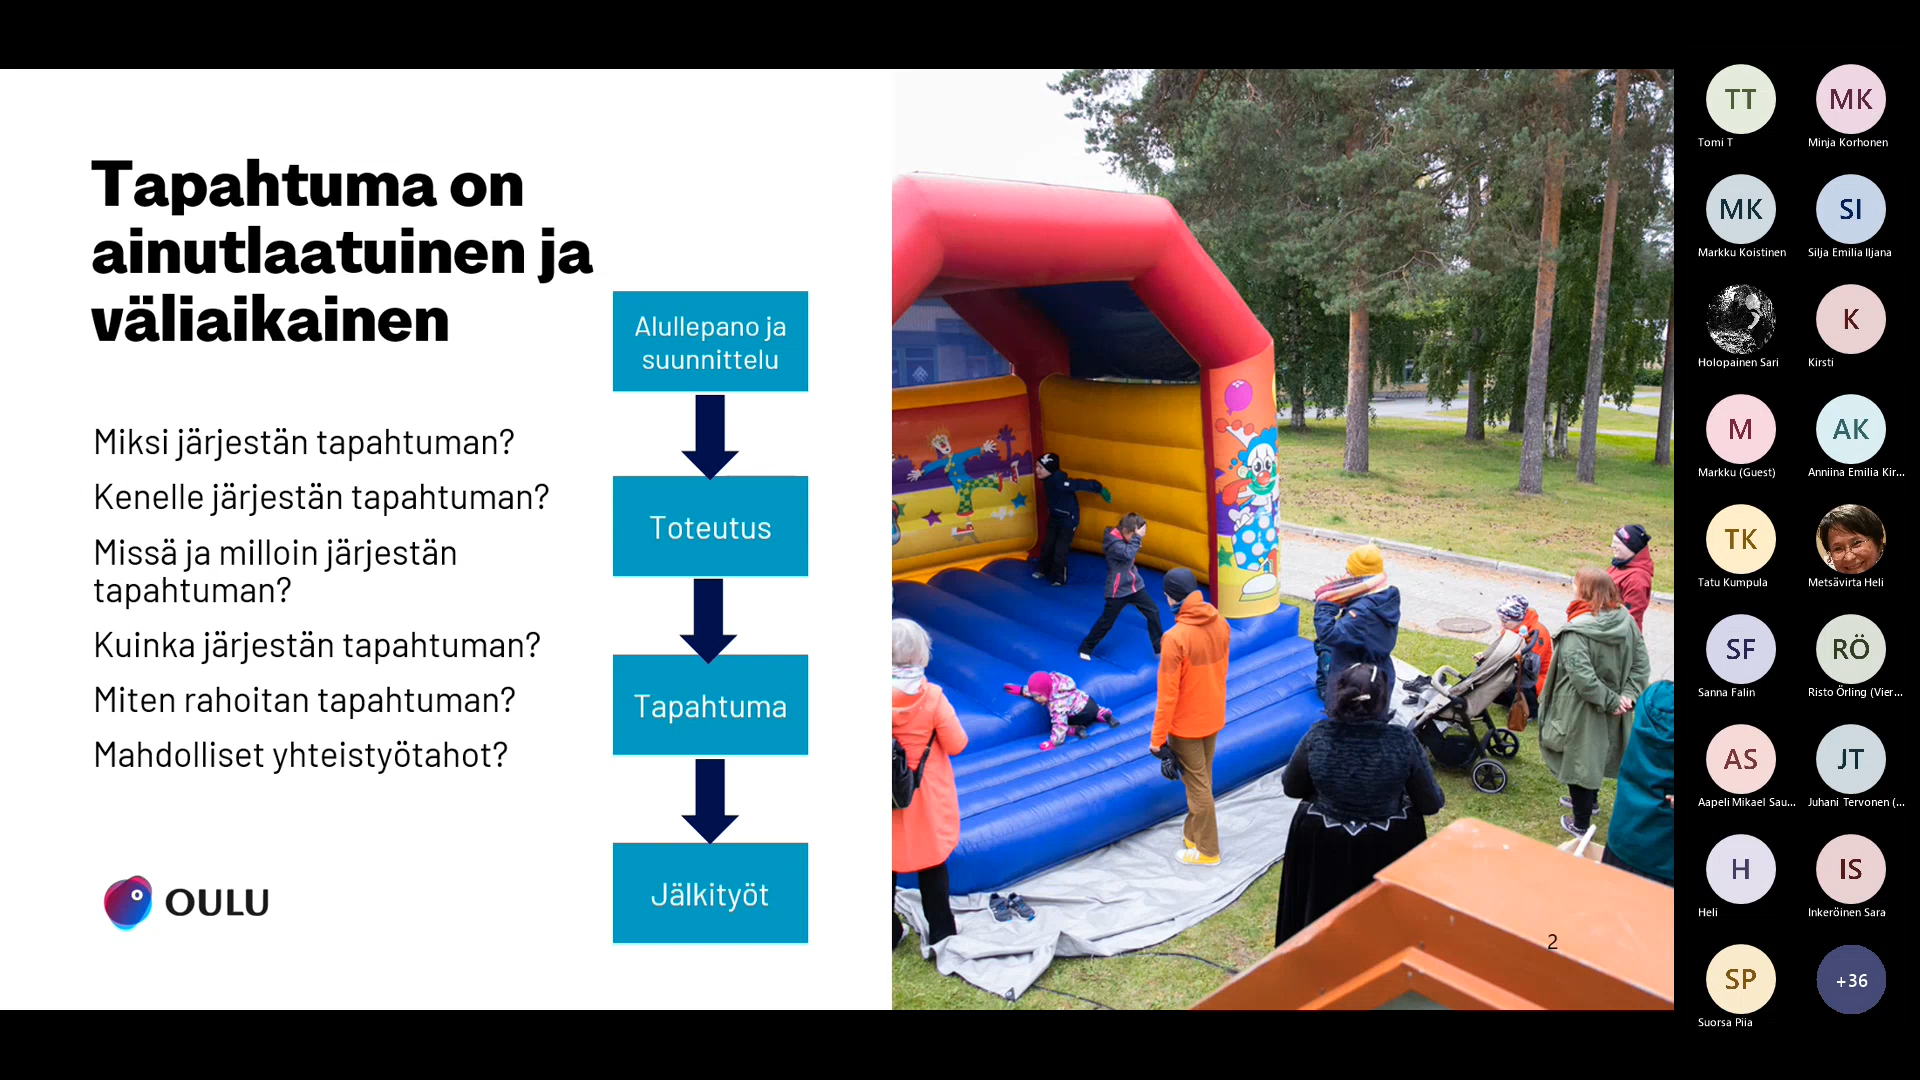 Tapahtuma on
ainutlaatuinen ja
väliaikainen
Miksi järjestän tapahtuman?
Kenelle järjestän tapahtuman?
Missä ja milloin järjestän
tapahtuman?
Kuinka järjestän tapahtuman?
Miten rahoitan tapahtuman?
Mahdolliset yhteistyötahot?
OULU
Alullepano ja
suunnittelu
Toteutus
Tapahtuma
Jälkityöt
2
TT
Tomi T
MK
Minja Korhonen
MK
Markku Koistinen
SI
Silja Emilia Iljana
Holopainen Sari
K
Kirsti
M
Markku (Guest)
AK
Anniina Emilia Kir...
TK
Tatu Kumpula
Metsävirta Heli
SF
Sanna Falin
RÖ
Risto Örling (Vier...
AS
Aapeli Mikael Sau...
JT
Juhani Tervonen (...
H
Heli
IS
Inkeröinen Sara
SP
Suorsa Piia
+36